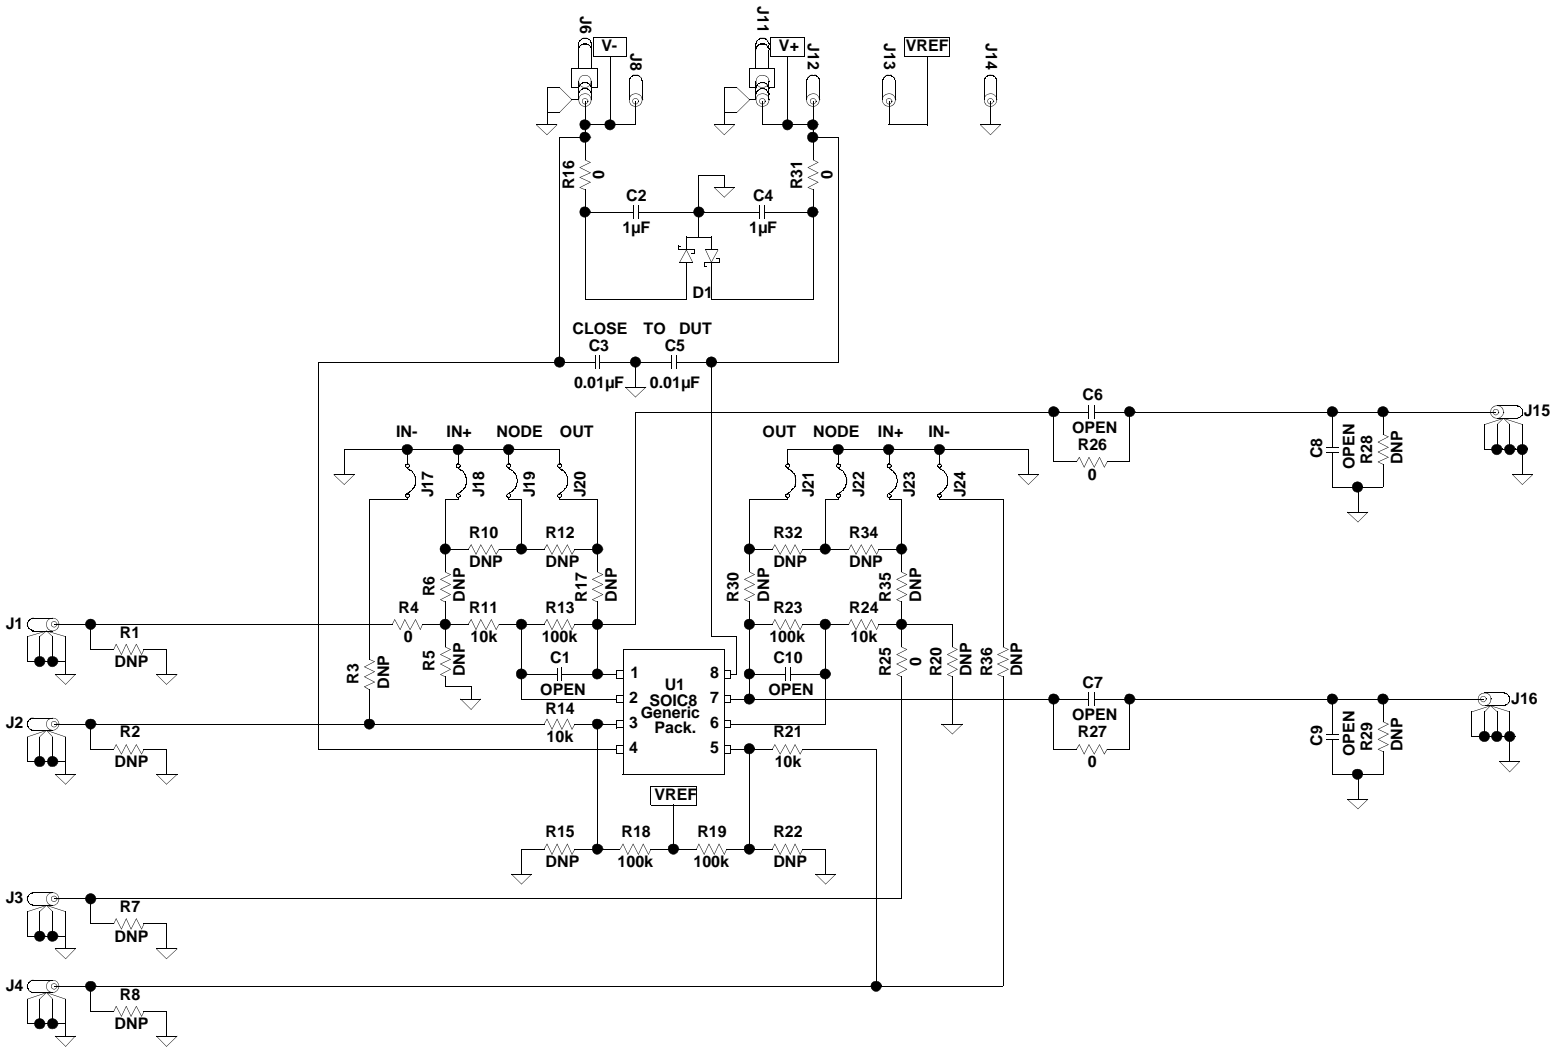 J6
V-
J8
J11
V+
J12
J13
VREF
J14
R16
0
R31
0
C2
1µF
C4
1µF
D1
CLOSE TO DUT
C3
0.01µF
C5
0.01µF
C6
OPEN
R26
0
J15
C8
OPEN
R28
DNP
IN- IN+ NODE OUT
OUT NODE IN+ IN-
J17
J18
J19
J20
J21
J22
J23
J24
R10
DNP
R12
DNP
R32
DNP
R34
DNP
R6
DNP
R17
DNP
R30
DNP
R35
DNP
J1
R1
DNP
R4
0
R11
10k
R13
100k
R23
100k
R24
10k
R3
DNP
R5
DNP
C1
OPEN
C10
OPEN
R25
0
R20
DNP
R36
DNP
1
2
3
4
U1
SOIC8
Generic
Pack.
8
7
6
5
J2
R2
DNP
R14
10k
R21
10k
C7
OPEN
R27
0
J16
C9
OPEN
R29
DNP
VREF
R15
DNP
R18
100k
R19
100k
R22
DNP
J3
R7
DNP
J4
R8
DNP